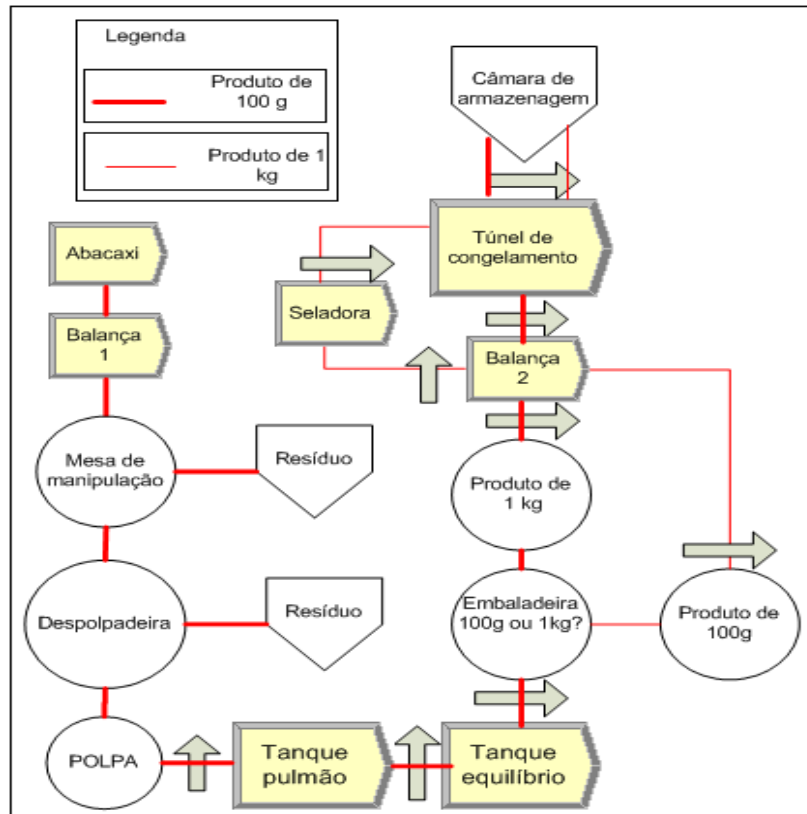 Legenda
Produto de
100 g
Produto de 1
kg
Câmara de
armazenagem
Abacaxi
Túnel de
congelamento
Seladora
Balança
1
Balança
2
Mesa de
manipulação
Resíduo
Produto de
1 kg
Despolpadeira
Resíduo
Embaladeira
100g ou 1kg?
Produto de
100g
POLPA
Tanque
pulmão
Tanque
equilíbrio